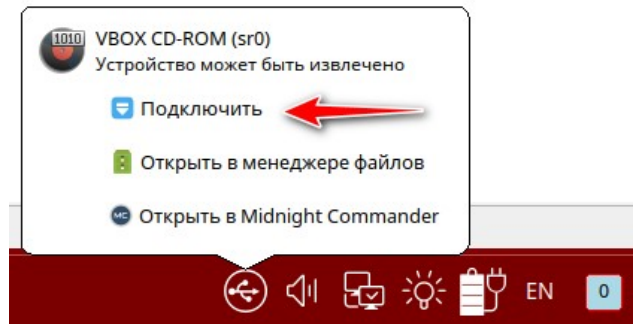 1010
VBOX CD-ROM (sr0)
Устройство может быть извлечено
Подключить
Открыть в менеджере файлов
MC Открыть в Midnight Commander
EN
0